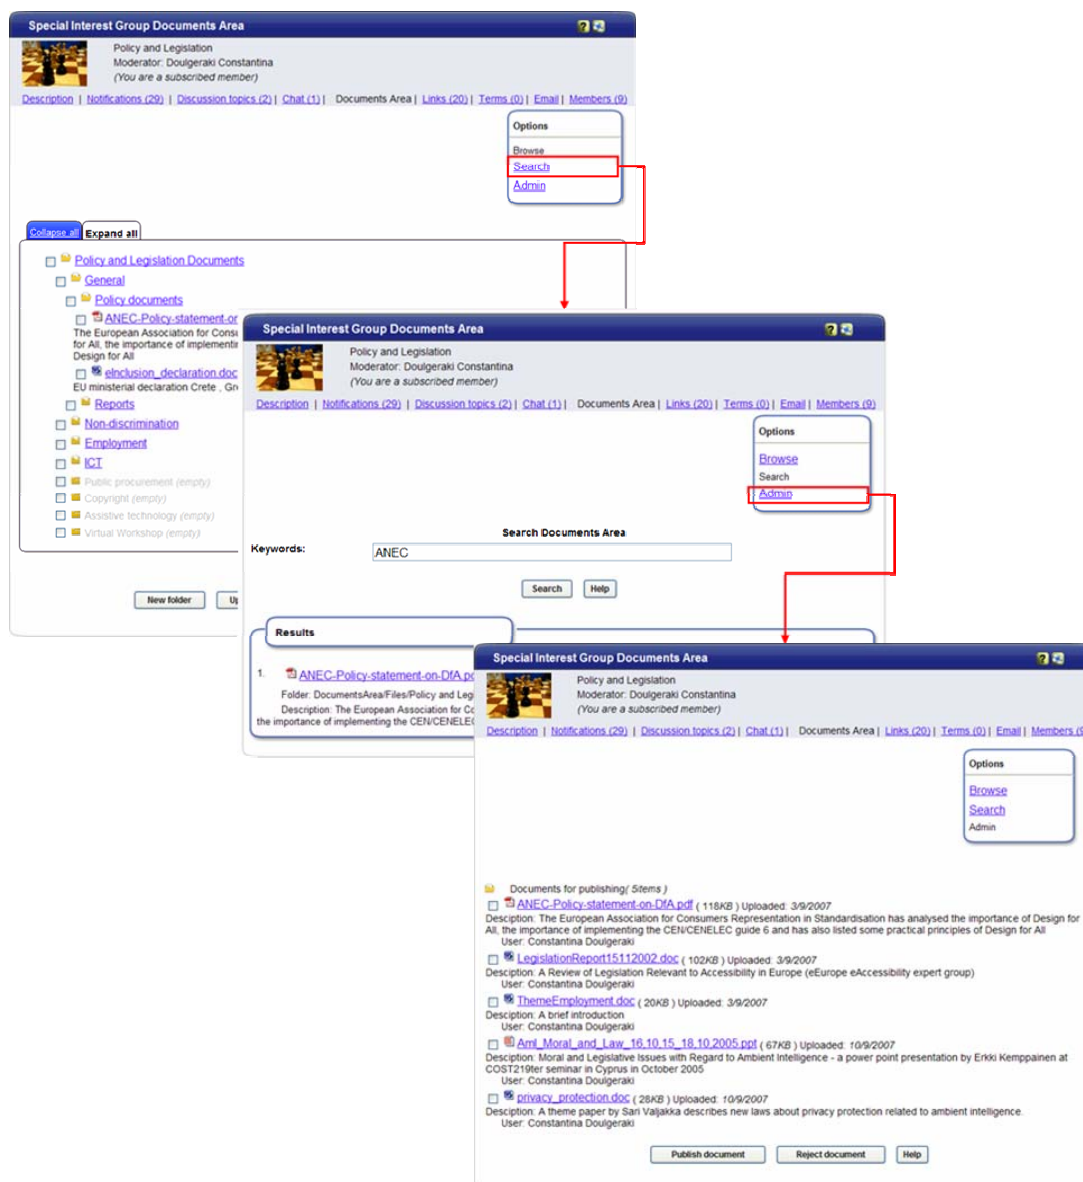 Special Interest Group Documents Area
Policy and Legislation
Moderator: Doulgeraki Constantina
(You are a subscribed member)
Description | Notifications (29) | Discussion topics (2) | Chat (1) | Documents Area | Links (20) | Terms (0) | Email | Members (9)
Options
Browse
Search
Admin
Collapse all Expand all
Policy and Legislation Documents
General
Policy documents
ANEC-Policy-statement-or
The European Association for Consu
for All, the importance of implementin
Design for All
eInclusion_declaration.doc
EU ministerial declaration Crete , Gr
Reports
Non-discrimination
Employment
ICT
Public procurement (empty)
Copyright (empty)
Assistive technology (empty)
Virtual Workshop (empty)
New folder Up
Special Interest Group Documents Area
Policy and Legislation
Moderator: Doulgeraki Constantina
(You are a subscribed member)
Description | Notifications (29) | Discussion topics (2) | Chat (1) | Documents Area | Links (20) | Terms (0) | Email | Members (9)
Options
Browse
Search
Admin
Search Documents Area
Keywords: ANEC
Search Help
Results
1. ANEC-Policy-statement-on-DfA.pd
Folder: DocumentsArea/Files/Policy and Leg
Description: The European Association for Co
the importance of implementing the CEN/CENELEC
Special Interest Group Documents Area
Policy and Legislation
Moderator: Doulgeraki Constantina
(You are a subscribed member)
Description | Notifications (29) | Discussion topics (2) | Chat (1) | Documents Area | Links (20) | Terms (0) | Email | Members (9
Options
Browse
Search
Admin
Documents for publishing( 5items )
ANEC-Policy-statement-on-DfA.pdf ( 118KB ) Uploaded: 3/9/2007
Desciption: The European Association for Consumers Representation in Standardisation has analysed the importance of Design for
All, the importance of implementing the CEN/CENELEC guide 6 and has also listed some practical principles of Design for All
User: Constantina Doulgeraki
LegislationReport15112002.doc ( 102KB ) Uploaded: 3/9/2007
Desciption: A Review of Legislation Relevant to Accessibility in Europe (eEurope eAccessibility expert group)
User: Constantina Doulgeraki
ThemeEmployment.doc ( 20KB ) Uploaded: 3/9/2007
Desciption: A brief introduction
User: Constantina Doulgeraki
AmI_Moral_and_Law_16.10.15_18.10.2005.ppt ( 67KB ) Uploaded: 10/9/2007
Desciption: Moral and Legislative Issues with Regard to Ambient Intelligence - a power point presentation by Erkki Kemppainen at
COST219ter seminar in Cyprus in October 2005
User: Constantina Doulgeraki
privacy_protection.doc ( 28KB ) Uploaded: 10/9/2007
Desciption: A theme paper by Sari Valjakka describes new laws about privacy protection related to ambient intelligence.
User: Constantina Doulgeraki
Publish document Reject document Help